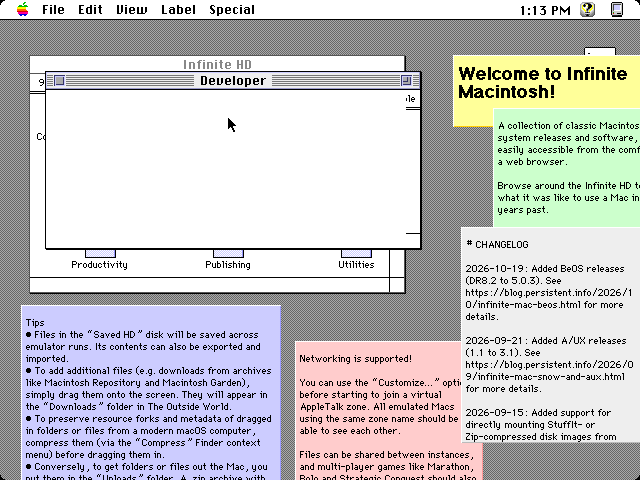 File Edit View Label Special 1:13 PM
Infinite HD
Developer
Productivity Publishing Utilities
Welcome to Infinite
Macintosh!
A collection of classic
system releases and software,
easily accessible from the
a web browser.
Browse around the Infinite HD
what it was like to use a Mac in
years past.
# CHANGELOG
2026-10-19: Added BeOS releases
(DR8.2 to 5.0.3). See
https://blog.persistent.info/2026/1
0/infinite-mac-beos.html for more
details.
2026-09-21: Added A/UX releases
(1.1 to 3.1). See
https://blog.persistent.info/2026/0
9/infinite-mac-snow-and-aux.html
for more details.
2026-09-15: Added support for
directly mounting StuffIt- or
Zip-compressed disk images from
Tips
● Files in the "Saved HD" disk will be saved across
emulator runs. Its contents can also be exported and
imported.
● To add additional files (e.g. downloads from archives
like Macintosh Repository and Macintosh Garden),
simply drag them onto the screen. They will appear in
the "Downloads" folder in The Outside World.
● To preserve resource forks and metadata of dragged
in folders or files from a modern macOS computer,
compress them (via the "Compress" Finder context
menu) before dragging them in.
● Conversely, to get folders or files out the Mac, you
put them in the "Uploads" folder. A .zip archive with
Networking is supported!
You can use the "Customize..."
before starting to join a virtual
AppleTalk zone. All emulated Macs
using the same zone name should be
able to see each other.
Files can be shared between instances,
and multi-player games like Marathon,
Bolo and Strategic Conquest should also